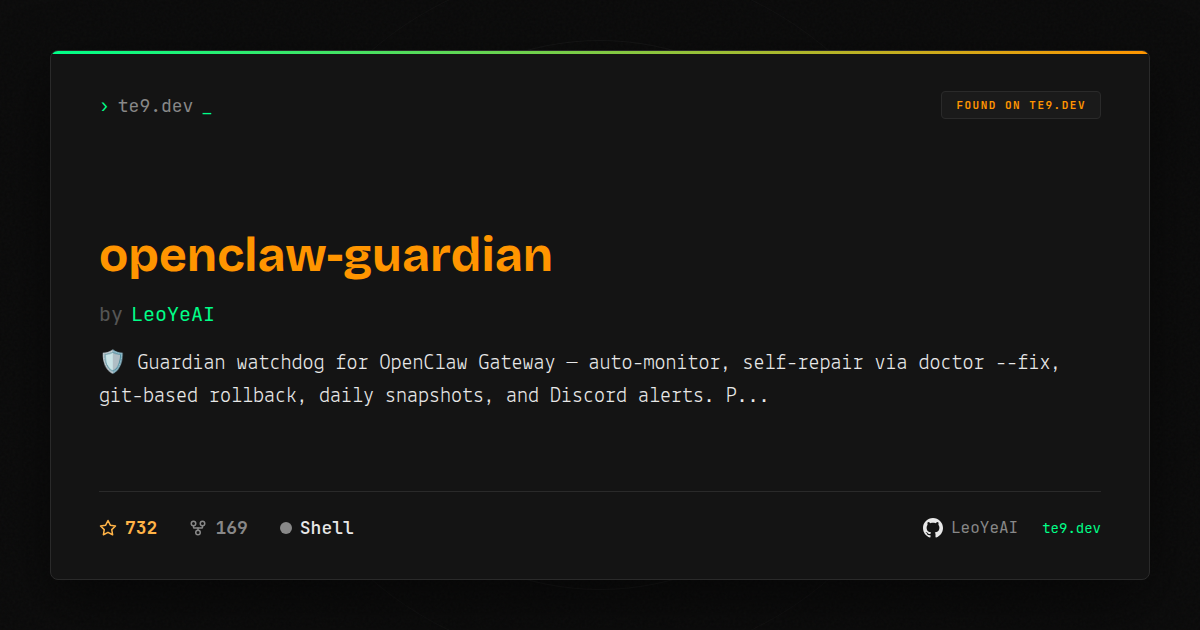 › te9.dev _
FOUND ON TE9.DEV
openclaw-guardian
by LeoYeAI
🛡️ Guardian watchdog for OpenClaw Gateway — auto-monitor, self-repair via doctor --fix,
git-based rollback, daily snapshots, and Discord alerts. P...
732 169 Shell
LeoYeAI te9.dev